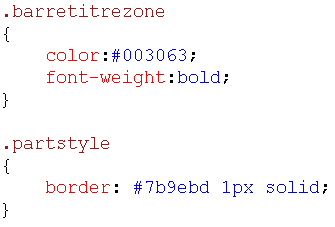 .barretitrezone
{
    color:#003063;
    font-weight:bold;
}

.partstyle
{
    border: #7b9ebd 1px solid;
}